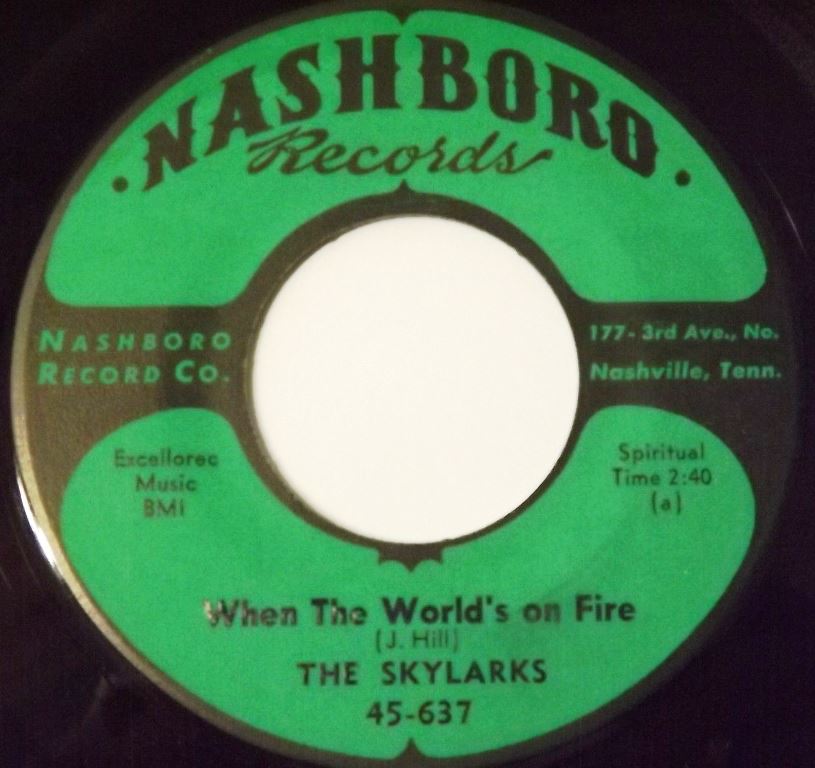 • NASHBORO •
Records
NASHBORO
RECORD CO.
177-3rd Ave., No.
Nashville, Tenn.
Excellorec
Music
BMI
Spiritual
Time 2:40
(a)
When The World's on Fire
(J. Hill)
THE SKYLARKS
45-637